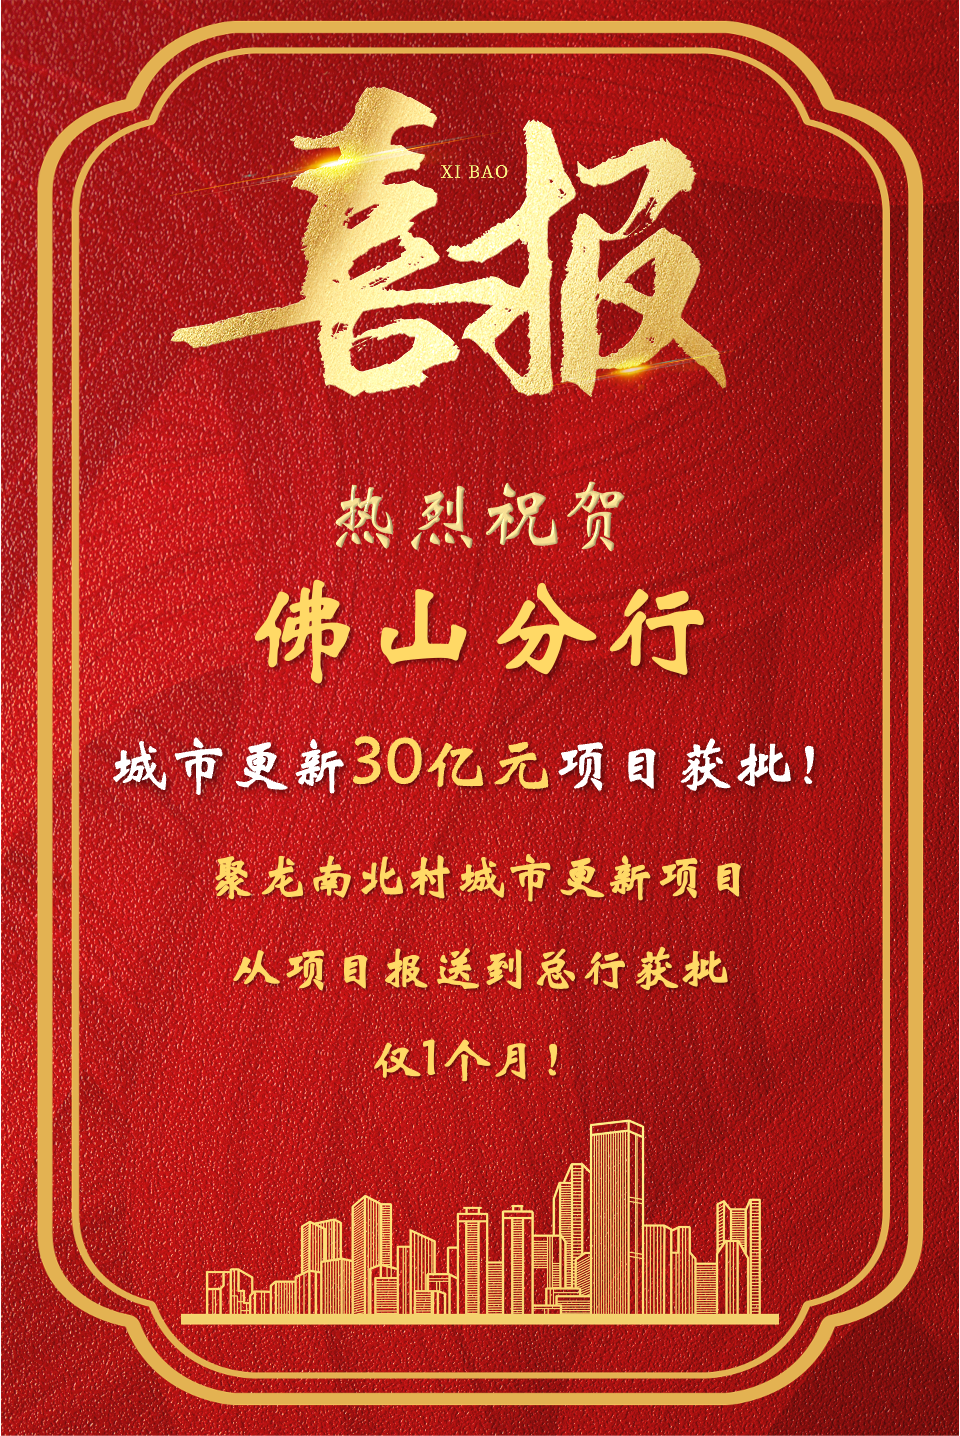 喜报
XI BAO
热烈祝贺
佛山分行
城市更新30亿元项目获批！
聚龙南北村城市更新项目
从项目报送到总行获批
仅1个月！